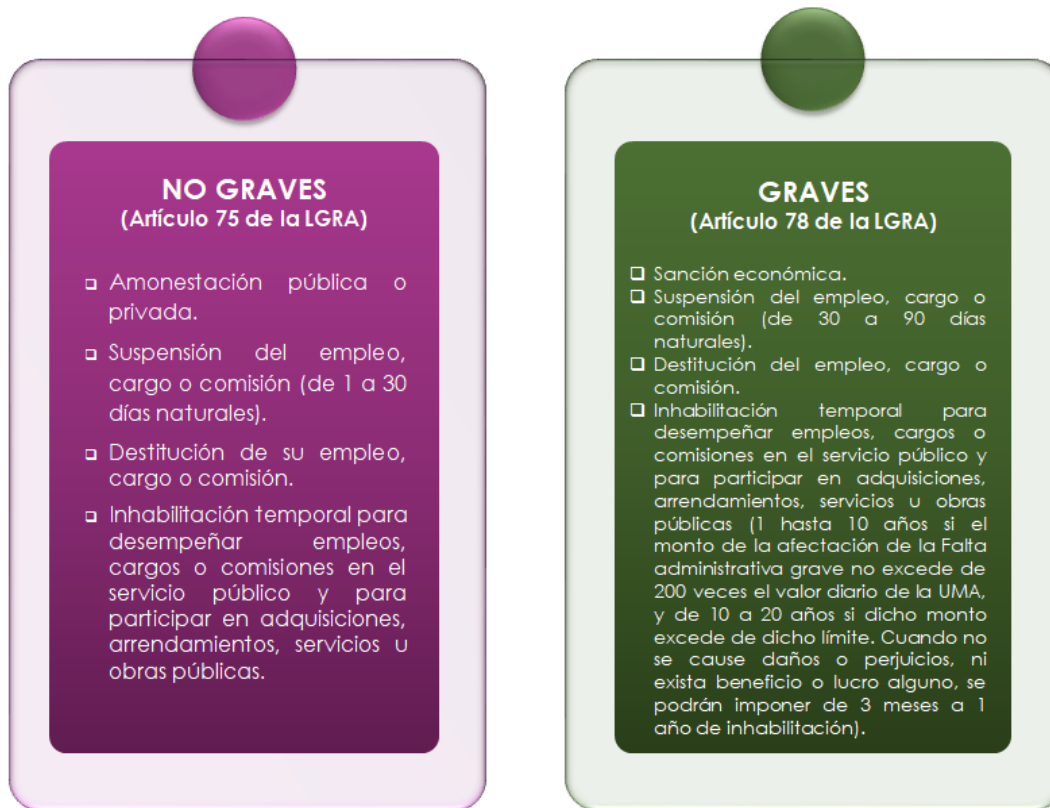 NO GRAVES
(Artículo 75 de la LGRA)
❑ Amonestación pública o
privada.
❑ Suspensión del empleo,
cargo o comisión (de 1 a 30
días naturales).
❑ Destitución de su empleo,
cargo o comisión.
❑ Inhabilitación temporal para
desempeñar empleos,
cargos o comisiones en el
servicio público y para
participar en adquisiciones,
arrendamientos, servicios u
obras públicas.
GRAVES
(Artículo 78 de la LGRA)
❑ Sanción económica.
❑ Suspensión del empleo, cargo o
comisión (de 30 a 90 días
naturales).
❑ Destitución del empleo, cargo o
comisión.
❑ Inhabilitación temporal para
desempeñar empleos, cargos o
comisiones en el servicio público y
para participar en adquisiciones,
arrendamientos, servicios u obras
públicas (1 hasta 10 años si el
monto de la afectación de la Falta
administrativa grave no excede de
200 veces el valor diario de la UMA,
y de 10 a 20 años si dicho monto
excede de dicho límite. Cuando no
se cause daños o perjuicios, ni
exista beneficio o lucro alguno, se
podrán imponer de 3 meses a 1
año de inhabilitación).